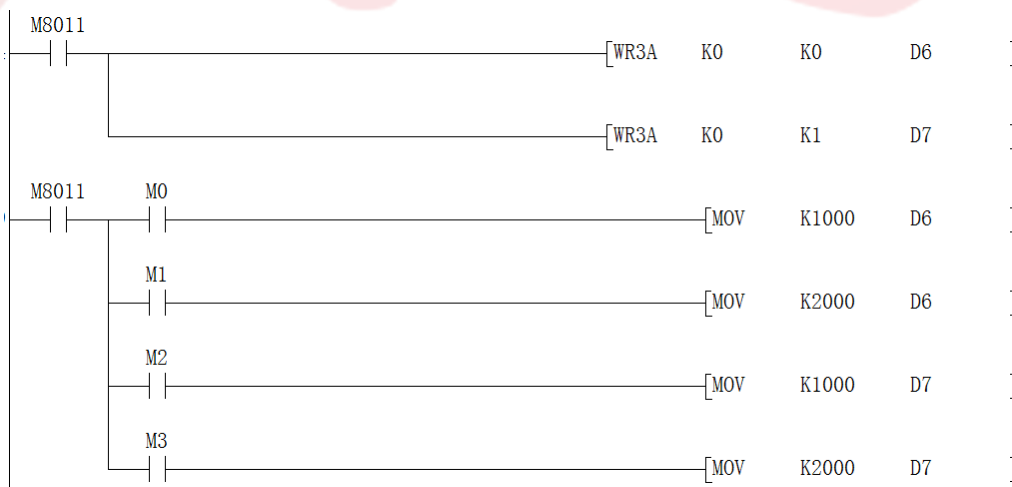 M8011
[WR3A K0 K0 D6 ]
[WR3A K0 K1 D7 ]
M8011 M0
[MOV K1000 D6 ]
M1
[MOV K2000 D6 ]
M2
[MOV K1000 D7 ]
M3
[MOV K2000 D7 ]